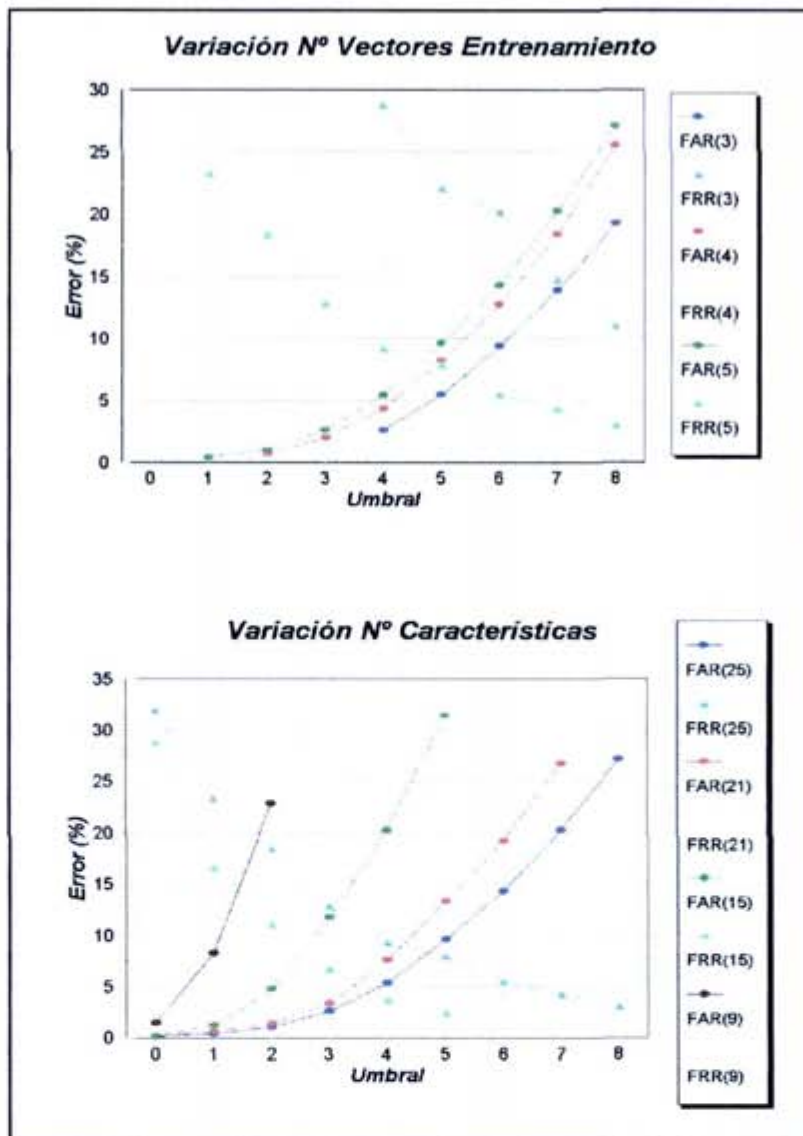 Variación Nº Vectores Entrenamiento
30
25
20
15
10
5
0
Error (%)
0 1 2 3 4 5 6 7 8
Umbral
FAR(3)
FRR(3)
FAR(4)
FRR(4)
FAR(5)
FRR(5)
Variación Nº Características
35
30
25
20
15
10
5
0
Error (%)
0 1 2 3 4 5 6 7 8
Umbral
FAR(25)
FRR(25)
FAR(21)
FRR(21)
FAR(15)
FRR(15)
FAR(9)
FRR(9)